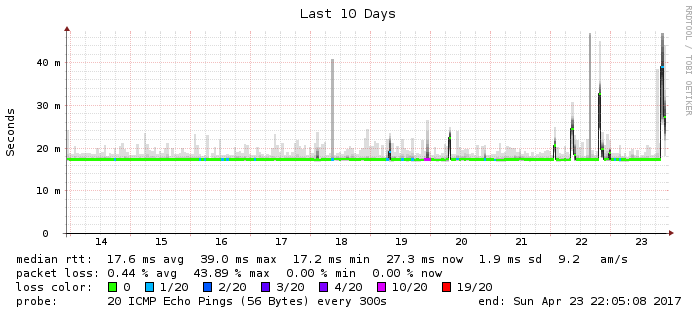 Last 10 Days
RRDTOOL / TOBI OETIKER
Seconds
40 m
30 m
20 m
10 m
0
14 15 16 17 18 19 20 21 22 23
median rtt: 17.6 ms avg 39.0 ms max 17.2 ms min 27.3 ms now 1.9 ms sd 9.2 am/s
packet loss: 0.44 % avg 43.89 % max 0.00 % min 0.00 % now
loss color: 0 1/20 2/20 3/20 4/20 10/20 19/20
probe: 20 ICMP Echo Pings (56 Bytes) every 300s end: Sun Apr 23 22:05:08 2017